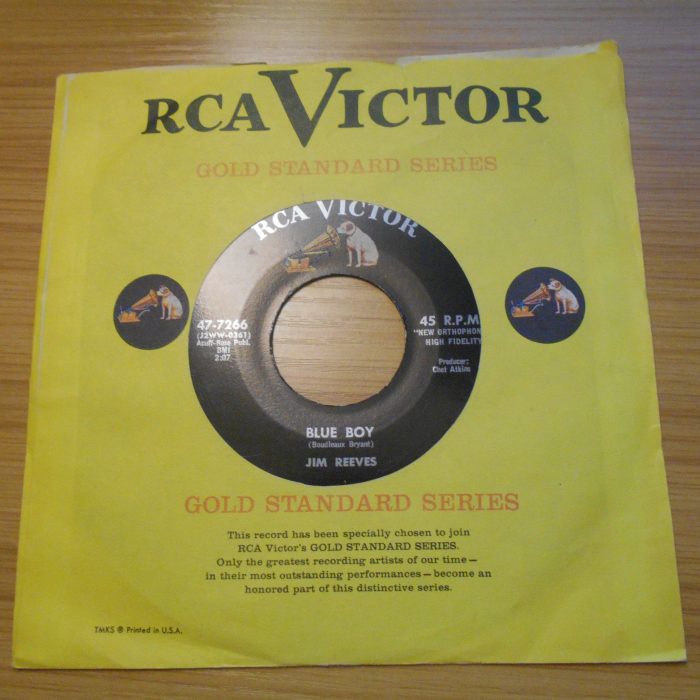 RCA VICTOR
GOLD STANDARD SERIES
RCA VICTOR
47-7266
(J2WW-0361)
Acuff-Rose Publ.
BMI
2:07
45 R.P.M
"NEW ORTHOPHON
HIGH FIDELITY
Producer:
Chet Atkins
BLUE BOY
(Boudleaux Bryant)
JIM REEVES
GOLD STANDARD SERIES
This record has been specially chosen to join
RCA Victor's GOLD STANDARD SERIES.
Only the greatest recording artists of our time—
in their most outstanding performances—become an
honored part of this distinctive series.
TMKS ® Printed in U.S.A.